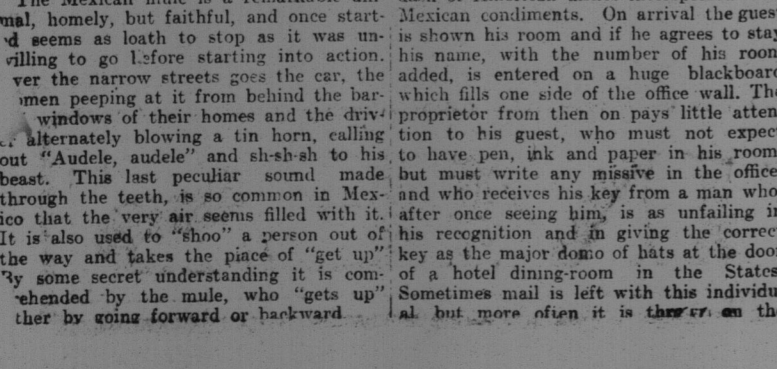 mal, homely, but faithful, and once start-
d seems as loath to stop as it was un-
villing to go before starting into action.
ver the narrow streets goes the car, the
omen peeping at it from behind the bar-
windows of their homes and the driv-
alternately blowing a tin horn, calling
out "Audele, audele" and sh-sh-sh to his
beast. This last peculiar sound made
through the teeth, is so common in Mex-
ico that the very air seems filled with it.
It is also used to "shoo" a person out of
the way and takes the place of "get up"
By some secret understanding it is com-
rehended by the mule, who "gets up"
ther by going forward or backward
Mexican condiments. On arrival the gues
is shown his room and if he agrees to stay
his name, with the number of his room
added, is entered on a huge blackboard
which fills one side of the office wall. The
proprietor from then on pays little atten
tion to his guest, who must not expec
to have pen, ink and paper in his room
but must write any missive in the office
and who receives his key from a man who
after once seeing him, is as unfailing in
his recognition and in giving the correc
key as the major domo of hats at the door
of a hotel dining-room in the States
Sometimes mail is left with this individu
al but more often it is thrown on th